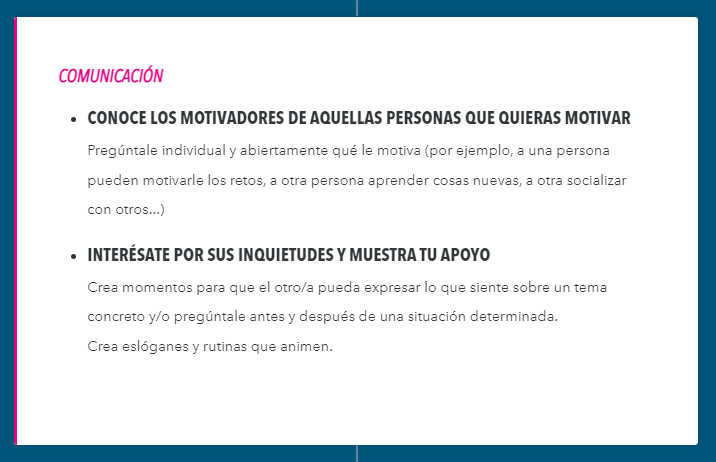 COMUNICACIÓN
• CONOCE LOS MOTIVADORES DE AQUELLAS PERSONAS QUE QUIERAS MOTIVAR
Pregúntale individual y abiertamente qué le motiva (por ejemplo, a una persona
pueden motivarle los retos, a otra persona aprender cosas nuevas, a otra socializar
con otros...)
• INTERÉSATE POR SUS INQUIETUDES Y MUESTRA TU APOYO
Crea momentos para que el otro/a pueda expresar lo que siente sobre un tema
concreto y/o pregúntale antes y después de una situación determinada.
Crea eslóganes y rutinas que animen.